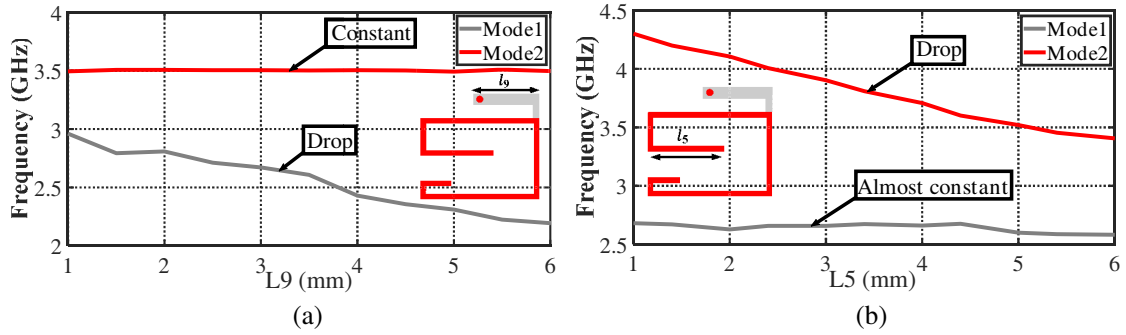 4
3.5
3
2.5
2
Frequency (GHz)
1 2 3 4 5 6
L9 (mm)
Constant
Drop
Mode1
Mode2
l9
(a)
4.5
4
3.5
3
2.5
Frequency (GHz)
1 2 3 4 5 6
L5 (mm)
Drop
Almost constant
Mode1
Mode2
l5
(b)